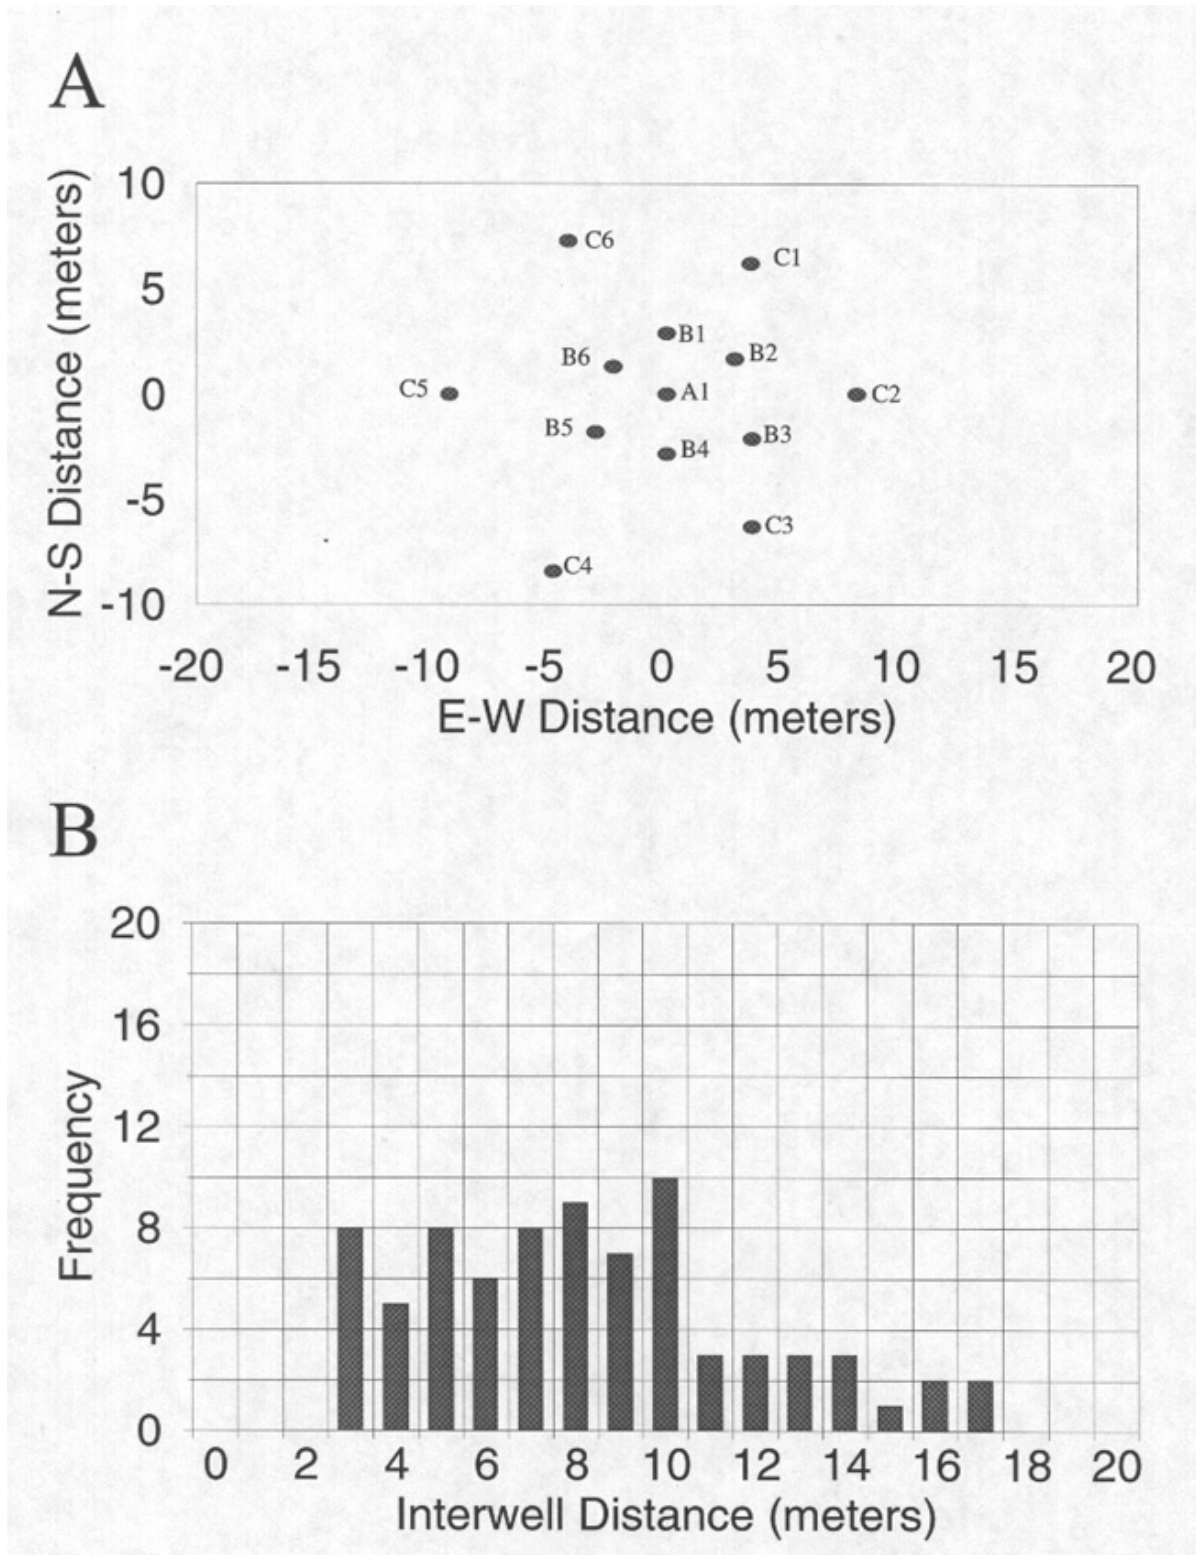 A
N-S Distance (meters)
10
5
0
-5
-10
C6
C1
B1
B2
B6
C5
A1
C2
B5
B3
B4
C3
C4
-20 -15 -10 -5 0 5 10 15 20
E-W Distance (meters)
B
Frequency
20
16
12
8
4
0
0 2 4 6 8 10 12 14 16 18 20
Interwell Distance (meters)